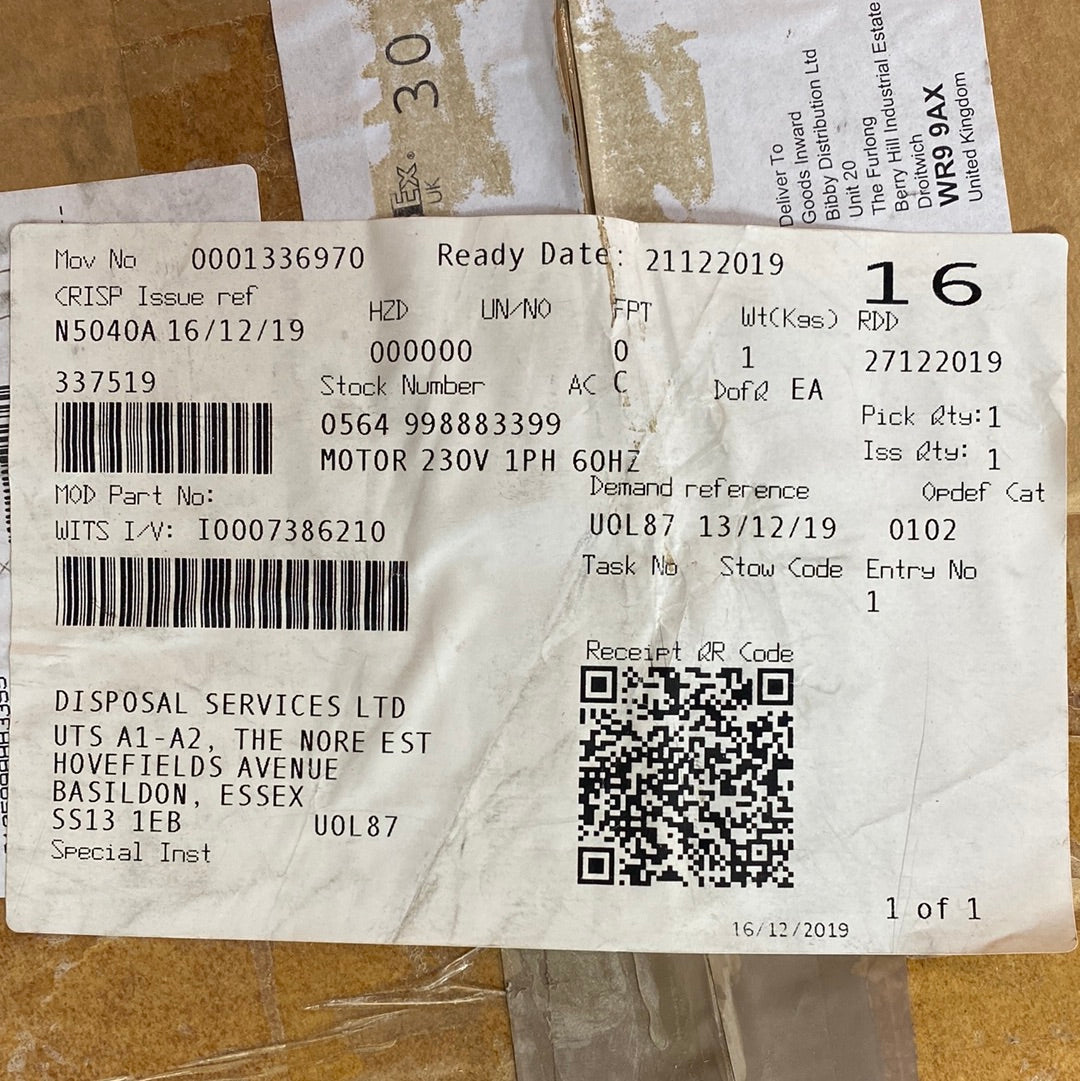 30
Ex®
UK
Deliver To
Goods Inward
Bibby Distribution Ltd
Unit 20
The Furlong
Berry Hill Industrial Estate
Droitwich
WR9 9AX
United Kingdom
Mov No 0001336970 Ready Date: 21122019 16
CRISP Issue ref HZD UN/NO FPT Wt(Kgs) RDD
N5040A 16/12/19 000000 0 1 27122019
337519 Stock Number AC C DofQ EA
Pick Qty:1
0564 998883399
Iss Qty: 1
MOTOR 230V 1PH 60HZ
MOD Part No: Demand reference Opdef Cat
WITS I/V: I0007386210 UOL87 13/12/19 0102
Task No Stow Code Entry No
1
Receipt QR Code
DISPOSAL SERVICES LTD
UTS A1-A2, THE NORE EST
HOVEFIELDS AVENUE
BASILDON, ESSEX
SS13 1EB UOL87
Special Inst
1 of 1
16/12/2019